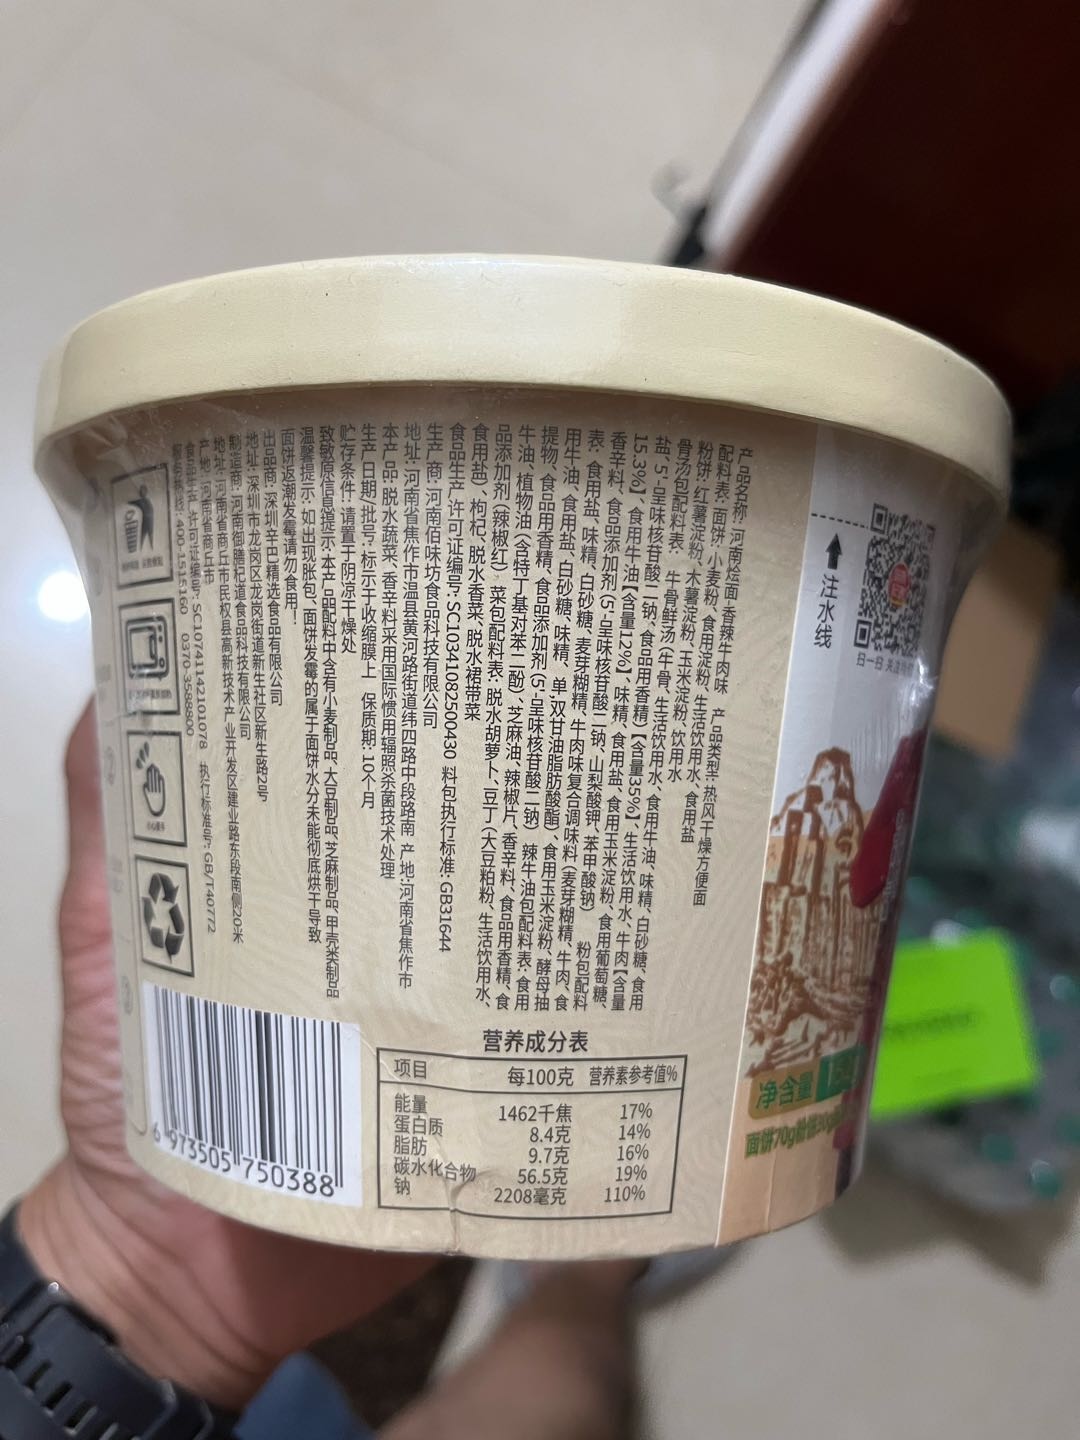 产品名称:河南烩面·香辣牛肉味 产品类型:热风干燥方便面
配料表:面饼:小麦粉、食用淀粉、生活饮用水、食用盐
粉饼:红薯淀粉、木薯淀粉、玉米淀粉、饮用水
骨汤包配料表:牛骨鲜汤(牛骨、生活饮用水、食用牛油、味精、白砂糖、食用
盐、5'-呈味核苷酸二钠、食品用香精)【含量35%】、生活饮用水、牛肉【含量
15.3%】、食用牛油【含量12%】、味精、食用盐、食用玉米淀粉、食用葡萄糖、
香辛料、食品添加剂(5'-呈味核苷酸二钠、山梨酸钾、苯甲酸钠) 粉包配料
表:食用盐、味精、白砂糖、麦芽糊精、牛肉味复合调味料(麦芽糊精、牛肉、食
用牛油、食用盐、白砂糖、味精、单,双甘油脂肪酸酯)、食用玉米淀粉、酵母抽
提物、食品用香精、食品添加剂(5'-呈味核苷酸二钠) 辣牛油包配料表:食用
牛油、植物油(含特丁基对苯二酚)、芝麻油、辣椒片、香辛料、食品用香精、食
品添加剂(辣椒红) 菜包配料表:脱水胡萝卜、豆丁(大豆粕粉、生活饮用水、
食用盐)、枸杞、脱水香菜、脱水裙带菜
食品生产许可证编号:SC10341082500430 料包执行标准:GB31644
生产商:河南佰味坊食品科技有限公司
地址:河南省焦作市温县黄河路街道纬四路中段路南 产地:河南省焦作市
本产品:脱水蔬菜、香辛料采用国际惯用辐照杀菌技术处理
生产日期/批号:标示于收缩膜上 保质期:10个月
贮存条件:请置于阴凉干燥处
致敏原信息提示:本产品配料中含有小麦制品、大豆制品、芝麻制品、甲壳类制品
温馨提示:如出现胀包、面饼发霉的属于面饼水分未能彻底烘干导致
面饼返潮发霉请勿食用!
出品商:深圳辛巴精选食品有限公司
地址:深圳市龙岗区龙岗街道新生社区新生路2号
制造商:河南御膳杞道食品科技有限公司
地址:河南省商丘市民权县高新技术产业开发区建业路东段南侧20米
产地:河南省商丘市
食品生产许可证编号:SC10741142101078 执行标准号:GB/T40772
服务热线:400-1515160 0370-3588800
注水线
扫一扫
净含量
面饼70g
营养成分表
项目 每100克 营养素参考值%
能量 1462千焦 17%
蛋白质 8.4克 14%
脂肪 9.7克 16%
碳水化合物 56.5克 19%
钠 2208毫克 110%
6 973505 750388